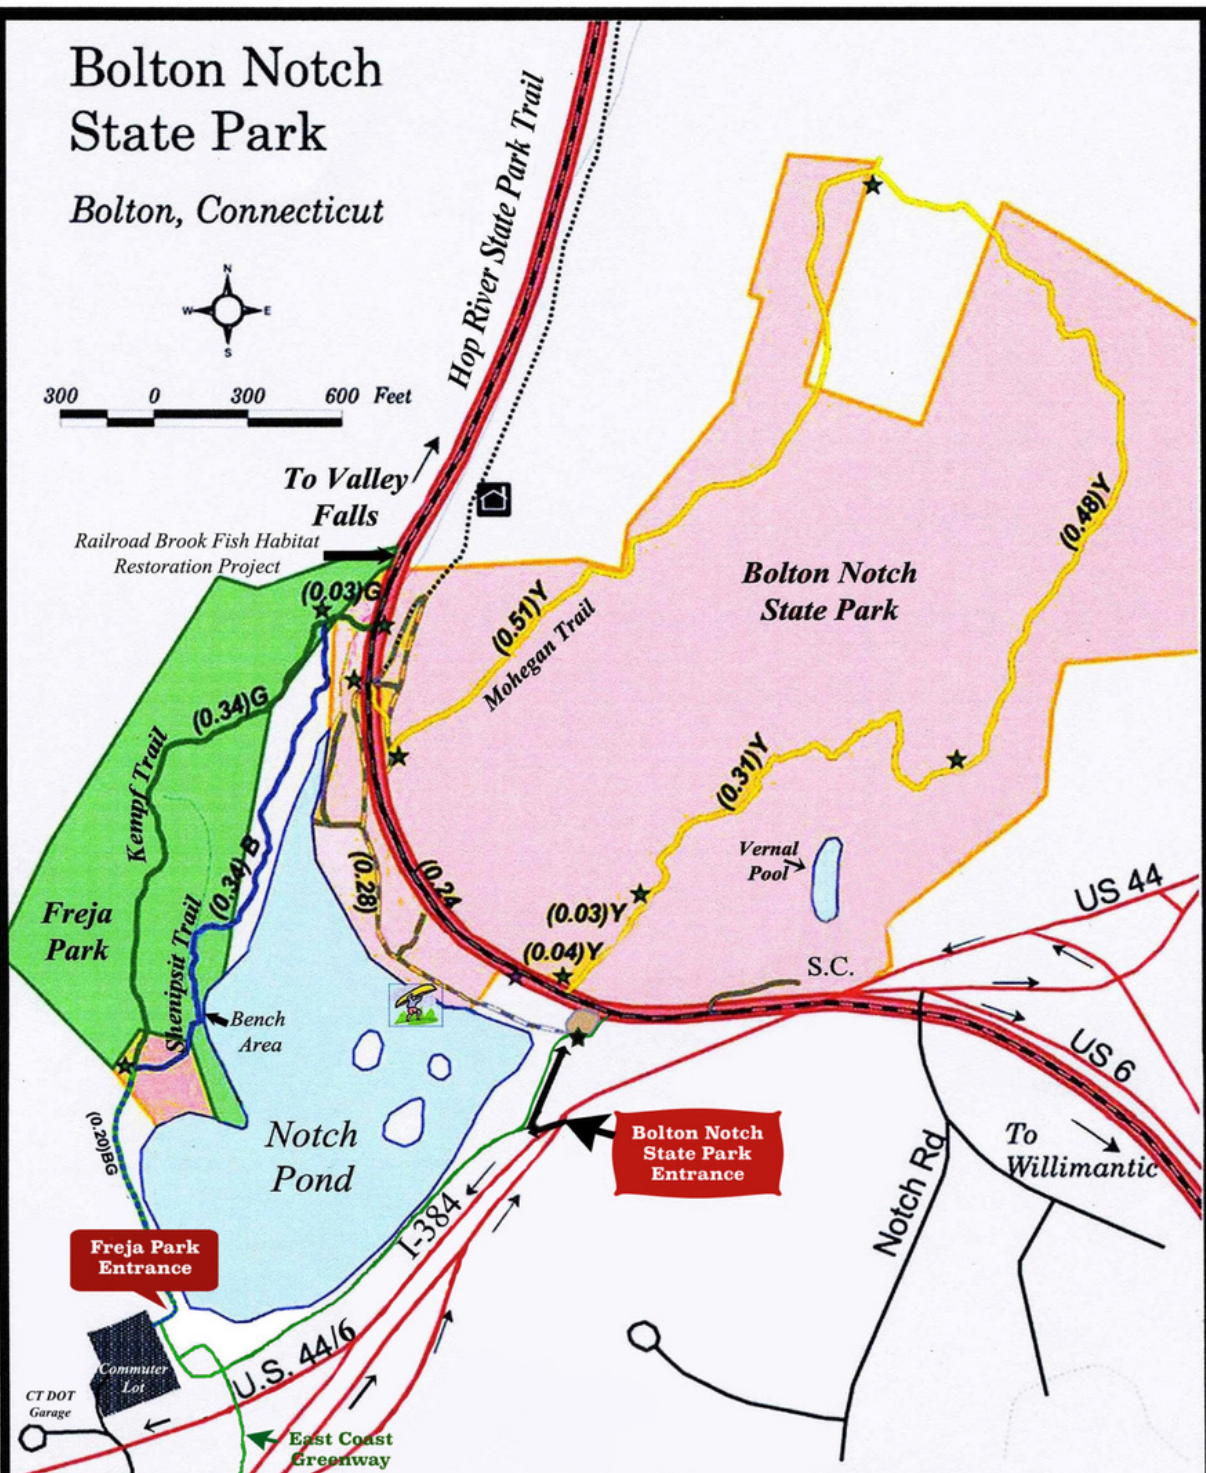 Bolton Notch
State Park
Bolton, Connecticut
N
W
E
S
300
0
300
600 Feet
Hop River State Park Trail
To Valley
Falls
Railroad Brook Fish Habitat
Restoration Project
(0.03)G
(0.51)Y
Mohegan Trail
Bolton Notch
State Park
(0.48)Y
(0.34)G
Kempf Trail
(0.34) B
Shenipsit Trail
Freja
Park
(0.28)
(0.24
(0.31)Y
Vernal
Pool
(0.03)Y
(0.04)Y
S.C.
US 44
US 6
Bench
Area
Notch
Pond
(0.20)BG
Bolton Notch
State Park
Entrance
To
Willimantic
Notch Rd
I-384
Freja Park
Entrance
U.S. 44/6
Commuter
Lot
CT DOT
Garage
East Coast
Greenway